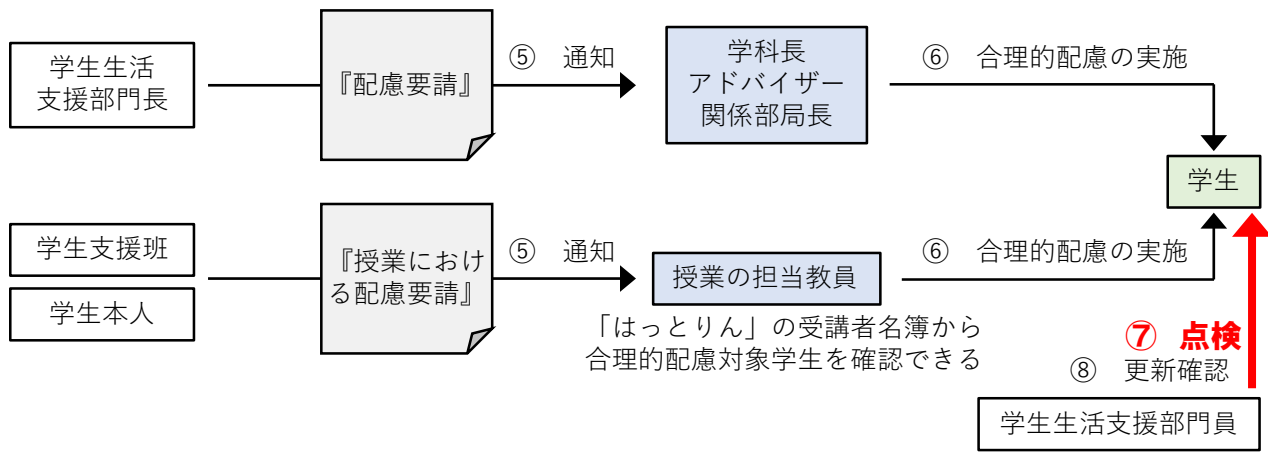 学生生活
支援部門長
『配慮要請』
⑤ 通知
学科長
アドバイザー
関係部局長
⑥ 合理的配慮の実施
学生
学生支援班
学生本人
『授業におけ
る配慮要請』
⑤ 通知
授業の担当教員
⑥ 合理的配慮の実施
「はっとりん」の受講者名簿から
合理的配慮対象学生を確認できる
⑦ 点検
⑧ 更新確認
学生生活支援部門員